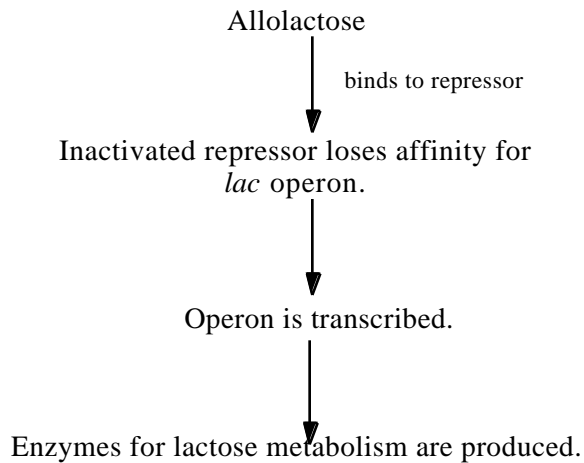 Allolactose
binds to repressor
Inactivated repressor loses affinity for
lac operon.
Operon is transcribed.
Enzymes for lactose metabolism are produced.